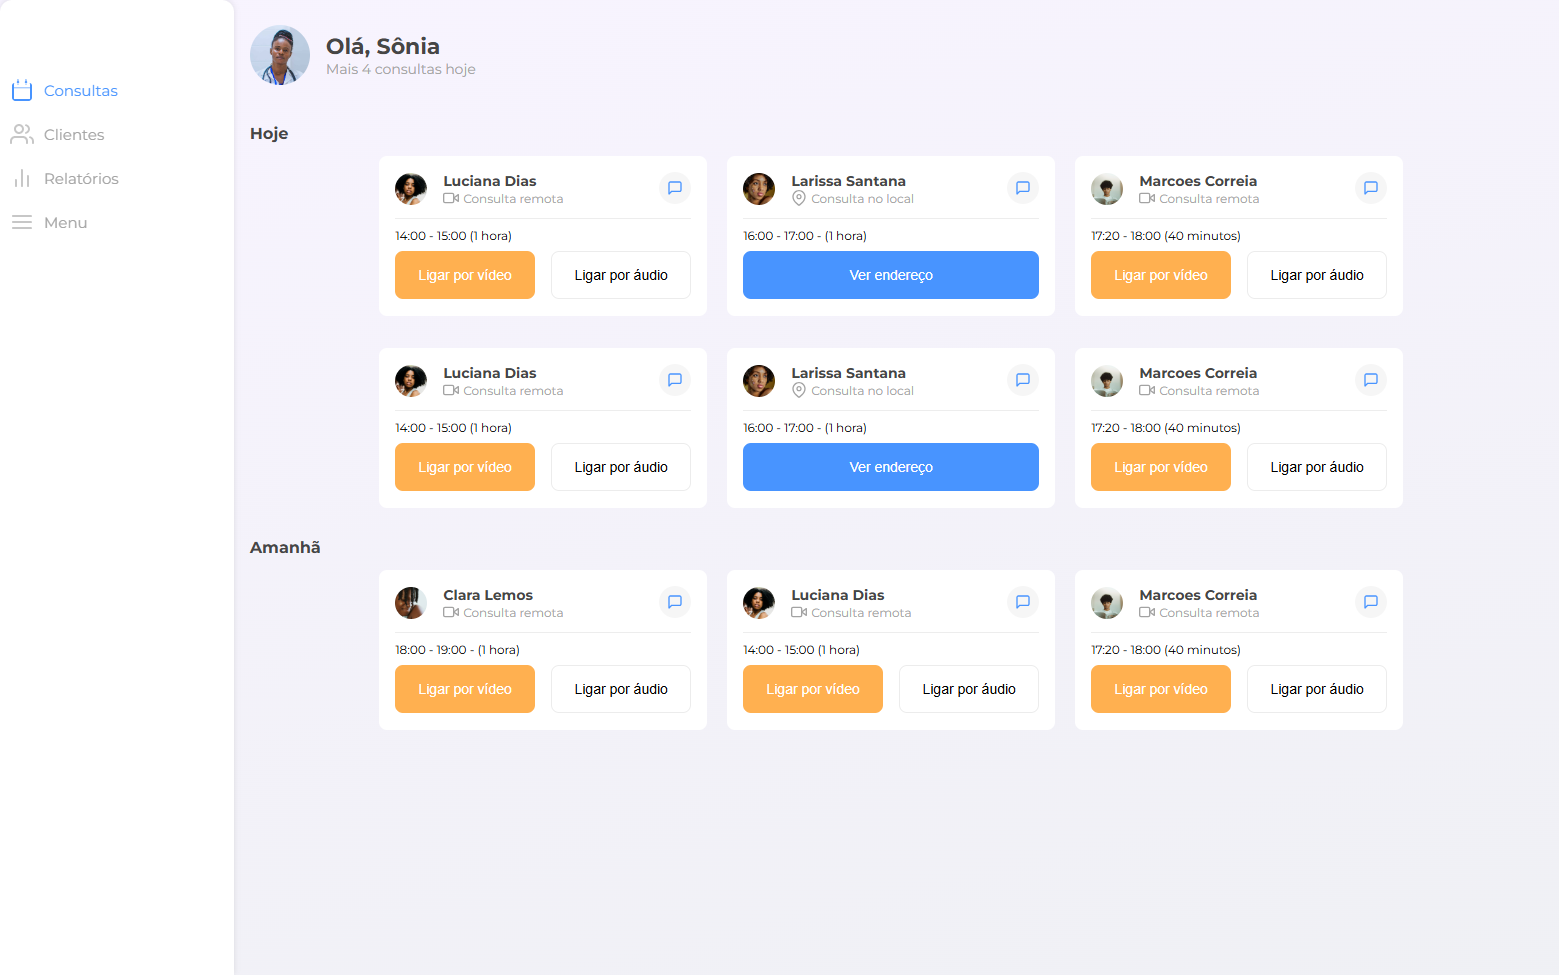 Consultas
Clientes
Relatórios
Menu
Olá, Sônia
Mais 4 consultas hoje
Hoje
Luciana Dias
Consulta remota
14:00 - 15:00 (1 hora)
Ligar por vídeo
Ligar por áudio
Larissa Santana
Consulta no local
16:00 - 17:00 - (1 hora)
Ver endereço
Marcoes Correia
Consulta remota
17:20 - 18:00 (40 minutos)
Ligar por vídeo
Ligar por áudio
Luciana Dias
Consulta remota
14:00 - 15:00 (1 hora)
Ligar por vídeo
Ligar por áudio
Larissa Santana
Consulta no local
16:00 - 17:00 - (1 hora)
Ver endereço
Marcoes Correia
Consulta remota
17:20 - 18:00 (40 minutos)
Ligar por vídeo
Ligar por áudio
Amanhã
Clara Lemos
Consulta remota
18:00 - 19:00 - (1 hora)
Ligar por vídeo
Ligar por áudio
Luciana Dias
Consulta remota
14:00 - 15:00 (1 hora)
Ligar por vídeo
Ligar por áudio
Marcoes Correia
Consulta remota
17:20 - 18:00 (40 minutos)
Ligar por vídeo
Ligar por áudio